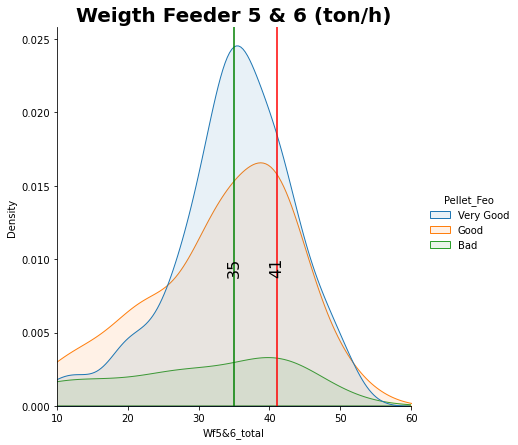 Weigth Feeder 5 & 6 (ton/h)
0.025
0.020
0.015
0.010
0.005
0.000
Density
35
41
10 20 30 40 50 60
Wf5&6_total
Pellet_Feo
Very Good
Good
Bad